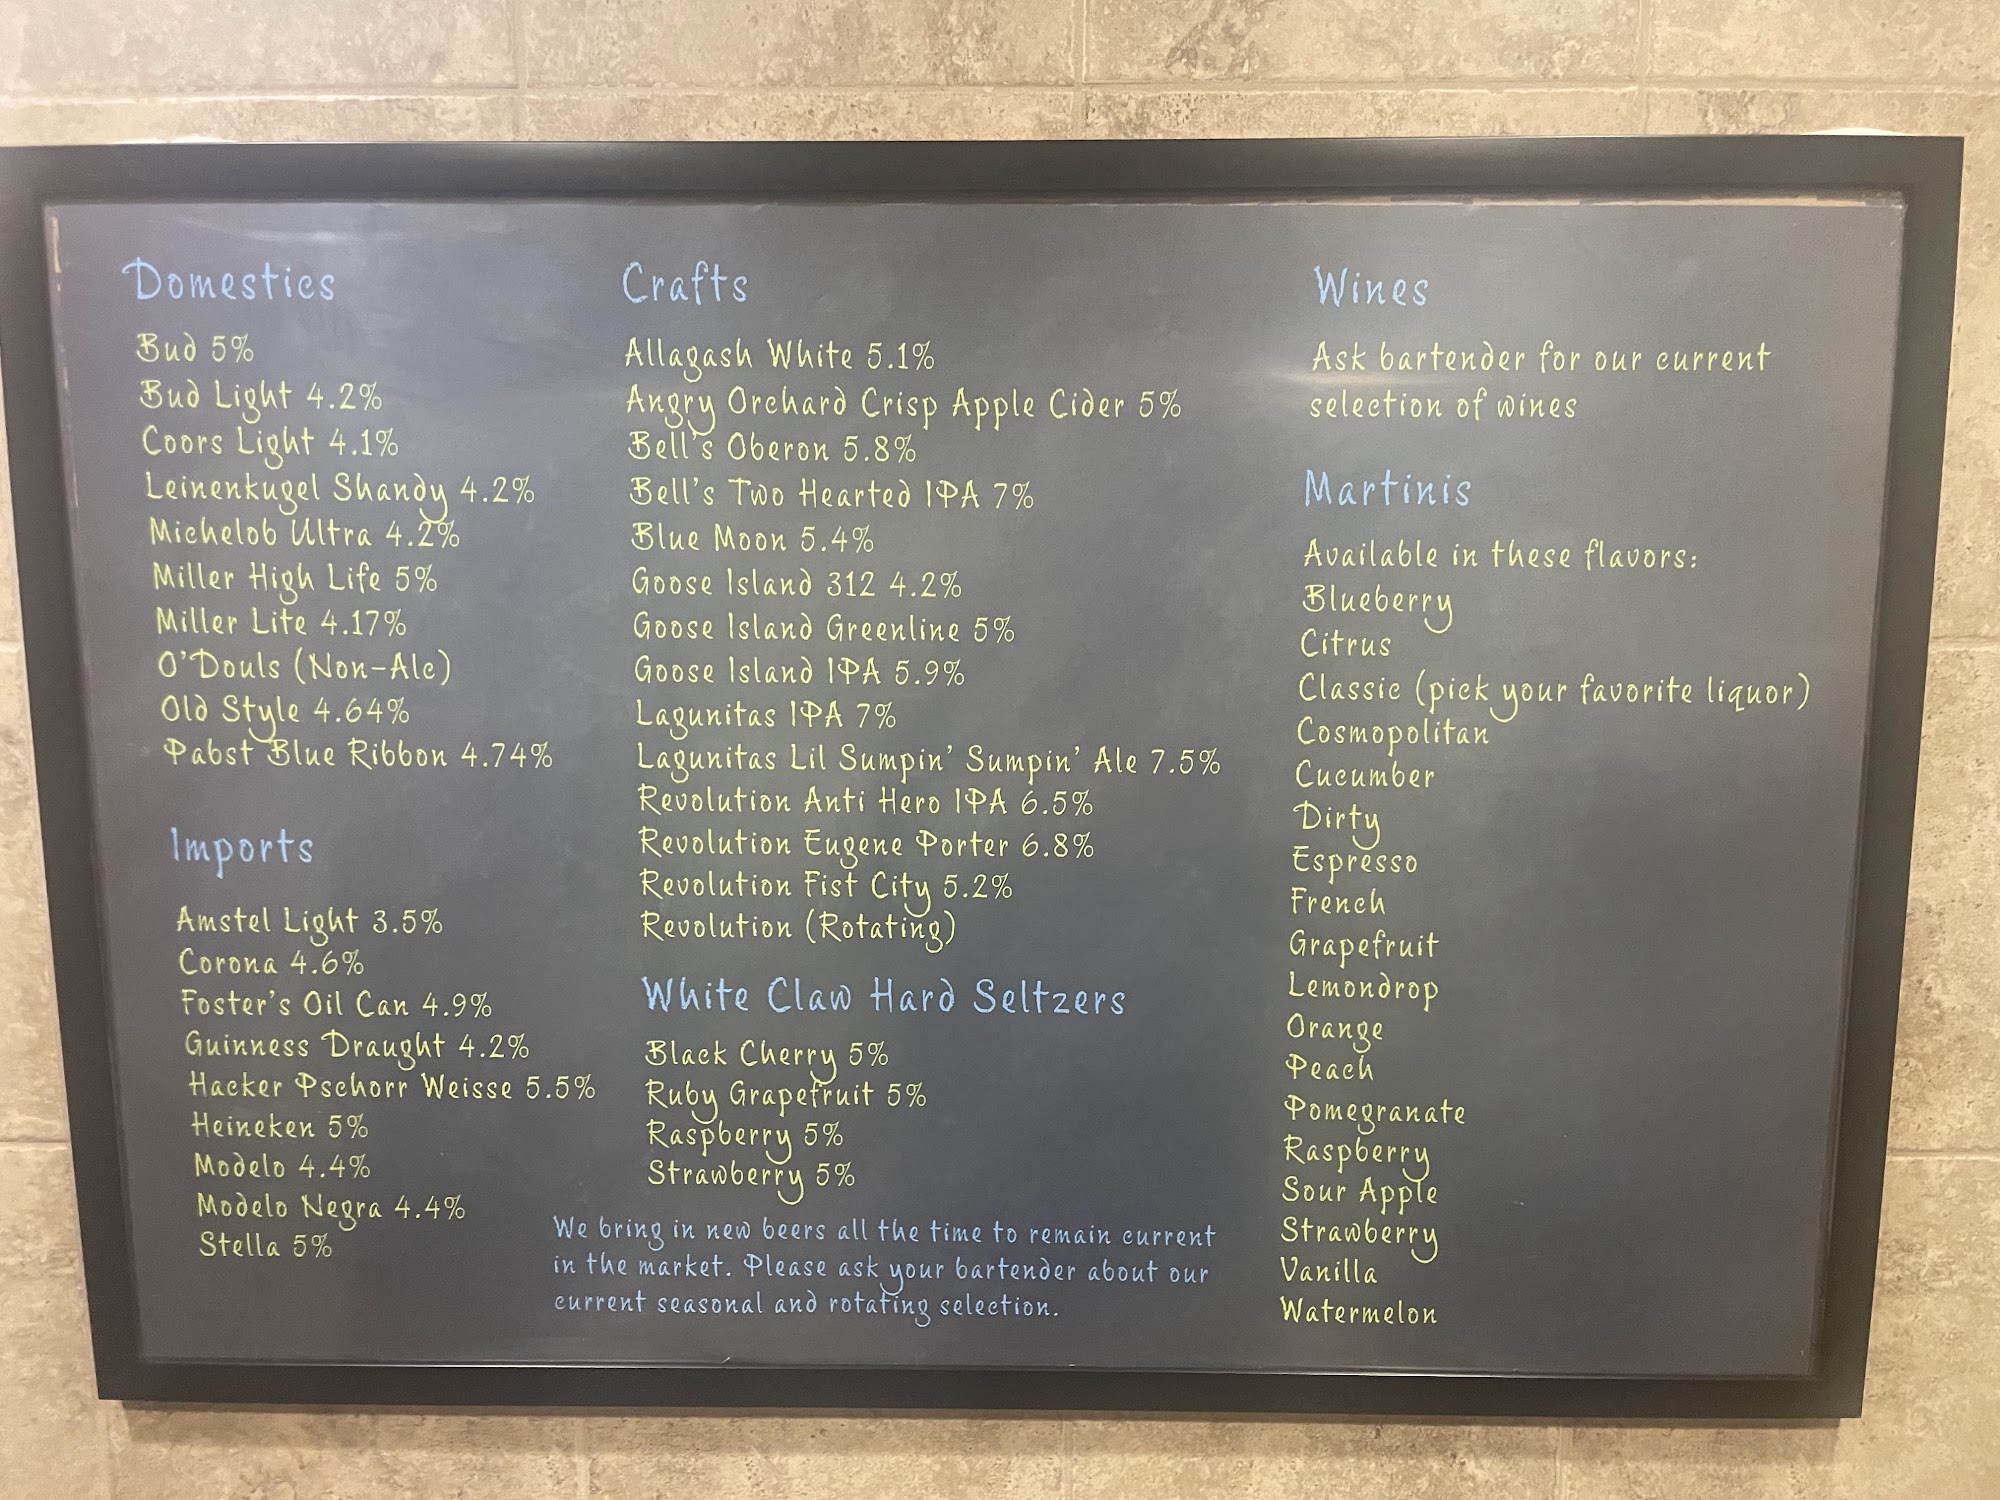 Domestics
Bud 5%
Bud Light 4.2%
Coors Light 4.1%
Leinenkugel Shandy 4.2%
Michelob Ultra 4.2%
Miller High Life 5%
Miller Lite 4.17%
O'Douls (Non-Alc)
Old Style 4.64%
Pabst Blue Ribbon 4.74%
Imports
Amstel Light 3.5%
Corona 4.6%
Foster's Oil Can 4.9%
Guinness Draught 4.2%
Hacker Pschorr Weisse 5.5%
Heineken 5%
Modelo 4.4%
Modelo Negra 4.4%
Stella 5%
Crafts
Allagash White 5.1%
Angry Orchard Crisp Apple Cider 5%
Bell's Oberon 5.8%
Bell's Two Hearted IPA 7%
Blue Moon 5.4%
Goose Island 312 4.2%
Goose Island Greenline 5%
Goose Island IPA 5.9%
Lagunitas IPA 7%
Lagunitas Lil Sumpin' Sumpin' Ale 7.5%
Revolution Anti Hero IPA 6.5%
Revolution Eugene Porter 6.8%
Revolution Fist City 5.2%
Revolution (Rotating)
White Claw Hard Seltzers
Black Cherry 5%
Ruby Grapefruit 5%
Raspberry 5%
Strawberry 5%
We bring in new beers all the time to remain current
in the market. Please ask your bartender about our
current seasonal and rotating selection.
Wines
Ask bartender for our current
selection of wines
Martinis
Available in these flavors:
Blueberry
Citrus
Classic (pick your favorite liquor)
Cosmopolitan
Cucumber
Dirty
Espresso
French
Grapefruit
Lemondrop
Orange
Peach
Pomegranate
Raspberry
Sour Apple
Strawberry
Vanilla
Watermelon